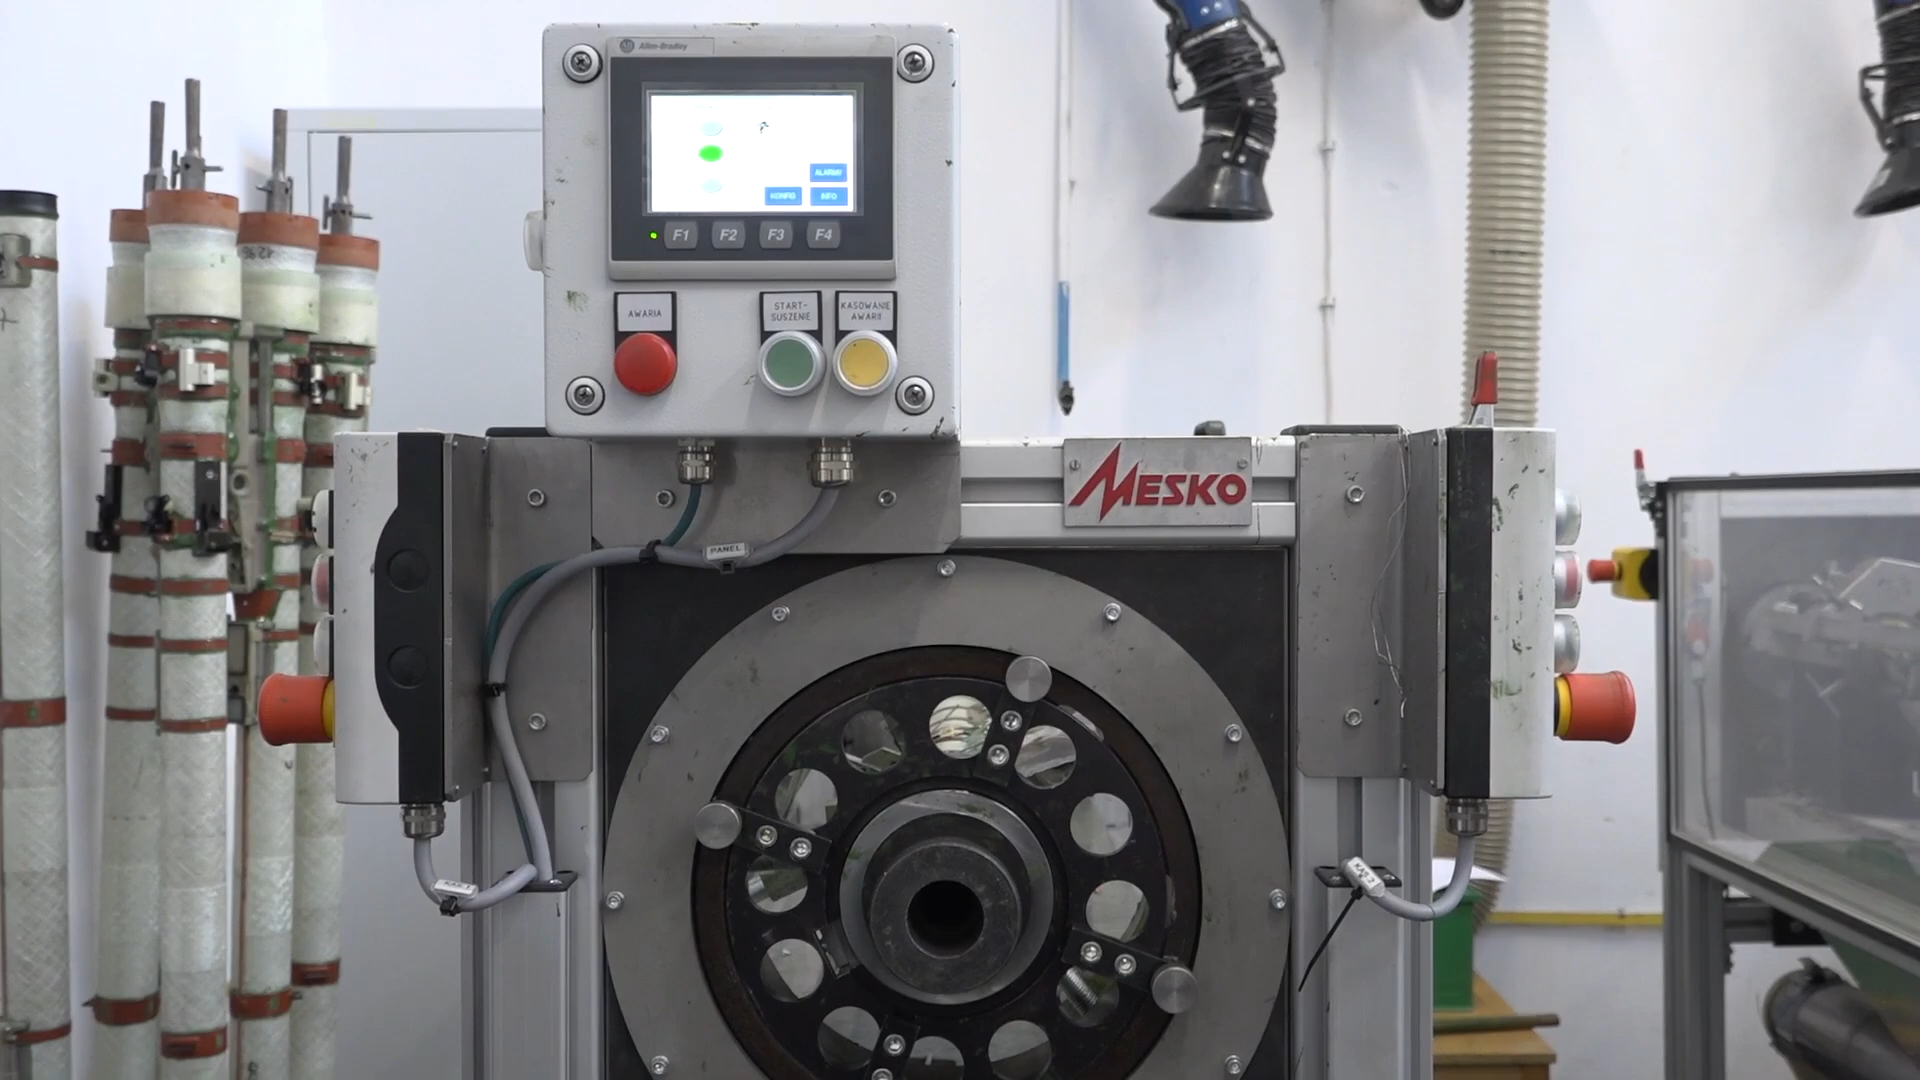 Allen-Bradley
ALARMY
KONFIG
INFO
F1
F2
F3
F4
AWARIA
START-
SUSZENIE
KASOWANIE
AWARII
MESKO
PANEL